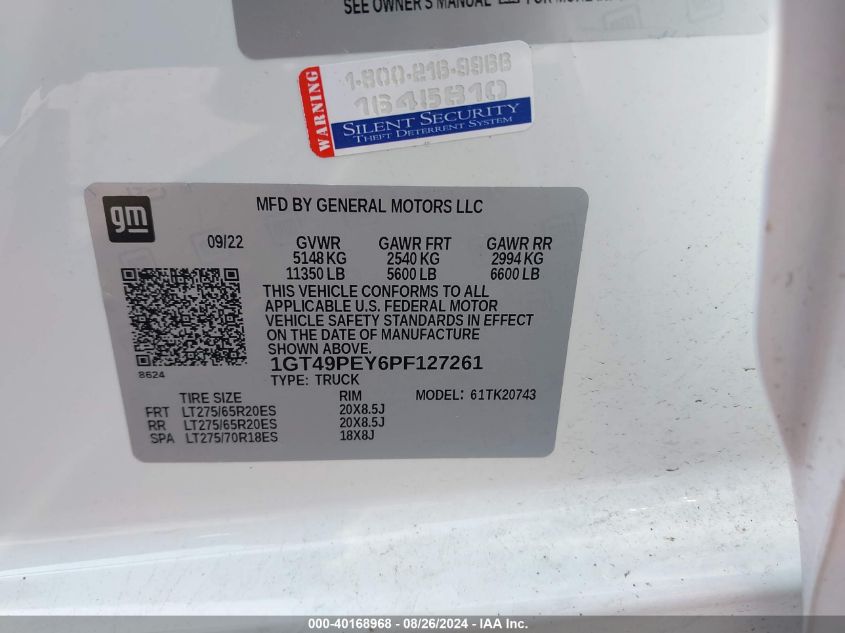 SEE OWNER'S MANUAL
WARNING
1-800-216-9966
1645810
SILENT SECURITY
THEFT DETERRENT SYSTEM
gm
MFD BY GENERAL MOTORS LLC
09/22 GVWR GAWR FRT GAWR RR
5148 KG 2540 KG 2994 KG
11350 LB 5600 LB 6600 LB
THIS VEHICLE CONFORMS TO ALL
APPLICABLE U.S. FEDERAL MOTOR
VEHICLE SAFETY STANDARDS IN EFFECT
ON THE DATE OF MANUFACTURE
SHOWN ABOVE.
8624
1GT49PEY6PF127261
TYPE: TRUCK
TIRE SIZE RIM MODEL: 61TK20743
FRT LT275/65R20ES 20X8.5J
RR LT275/65R20ES 20X8.5J
SPA LT275/70R18ES 18X8J
000-40168968 - 08/26/2024 - IAAI - Copart Inc.